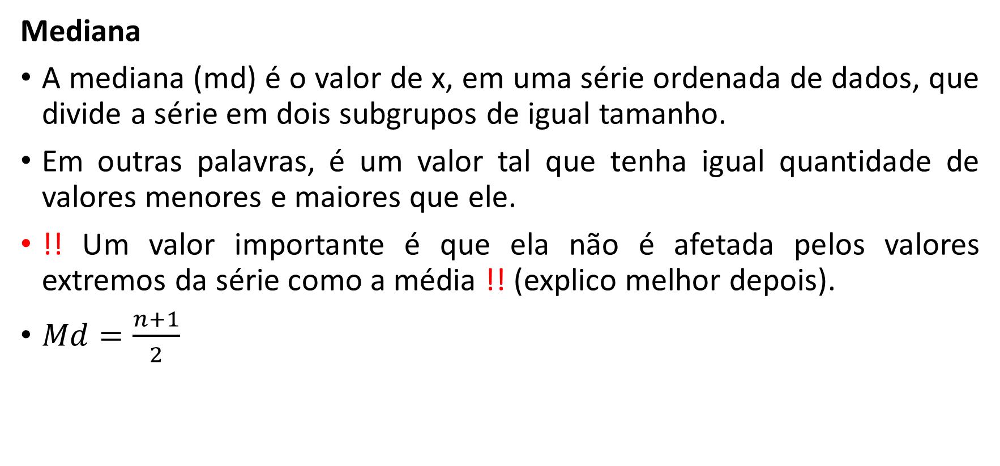 Mediana
• A mediana (md) é o valor de x, em uma série ordenada de dados, que
divide a série em dois subgrupos de igual tamanho.
• Em outras palavras, é um valor tal que tenha igual quantidade de
valores menores e maiores que ele.
• !! Um valor importante é que ela não é afetada pelos valores
extremos da série como a média !! (explico melhor depois).
• Md = \frac{n+1}{2}